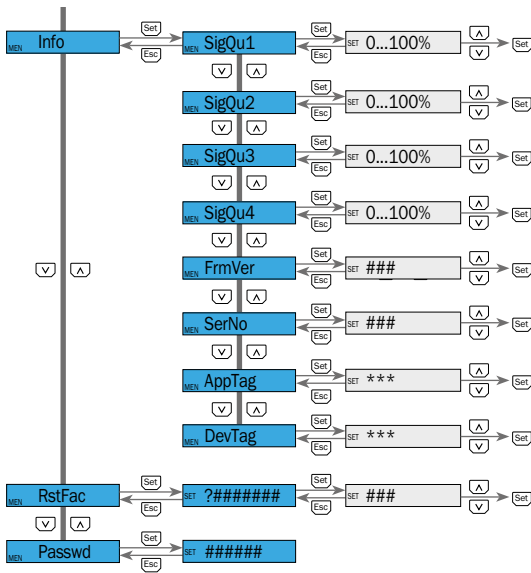 Set
MEN Info Esc MEN SigQu1 Set Esc SET 0...100% Set
MEN SigQu2 Set Esc SET 0...100% Set
MEN SigQu3 Set Esc SET 0...100% Set
MEN SigQu4 Set Esc SET 0...100% Set
MEN FrmVer Set Esc SET ### Set
MEN SerNo Set Esc SET ### Set
MEN AppTag Set Esc SET *** Set
MEN DevTag Set Esc SET *** Set
MEN RstFac Set Esc SET ?####### Set Esc SET ### Set
MEN Passwd Set Esc SET ######